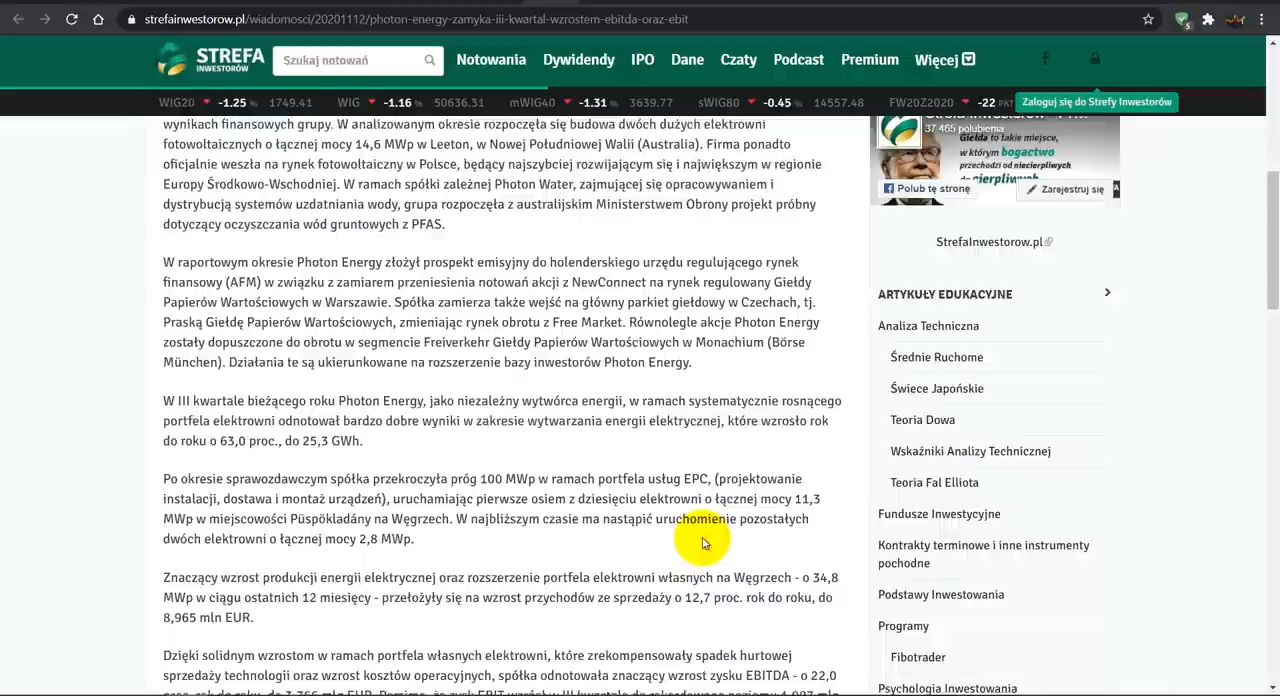 strefainwestorow.pl/wiadomosci/20201112/photon-energy-zamyka-iii-kwartal-wzrostem-ebitda-oraz-ebit
5
STREFA
INWESTORÓW
Szukaj notowań
Notowania Dywidendy IPO Dane Czaty Podcast Premium Więcej
WIG20 -1.25 % 1749.41 WIG -1.16 % 50636.31 mWIG40 -1.31 % 3639.77 sWIG80 -0.45 % 14557.48 FW20Z2020 -22 PKT
Zaloguj się do Strefy Inwestorów
wynikach finansowych grupy. W analizowanym okresie rozpoczęła się budowa dwóch dużych elektrowni
fotowoltaicznych o łącznej mocy 14,6 MWp w Leeton, w Nowej Południowej Walii (Australia). Firma ponadto
oficjalnie weszła na rynek fotowoltaiczny w Polsce, będący najszybciej rozwijającym się i największym w regionie
Europy Środkowo-Wschodniej. W ramach spółki zależnej Photon Water, zajmującej się opracowywaniem i
dystrybucją systemów uzdatniania wody, grupa rozpoczęła z australijskim Ministerstwem Obrony projekt próbny
dotyczący oczyszczania wód gruntowych z PFAS.
W raportowym okresie Photon Energy złożył prospekt emisyjny do holenderskiego urzędu regulującego rynek
finansowy (AFM) w związku z zamiarem przeniesienia notowań akcji z NewConnect na rynek regulowany Giełdy
Papierów Wartościowych w Warszawie. Spółka zamierza także wejść na główny parkiet giełdowy w Czechach, tj.
Praską Giełdę Papierów Wartościowych, zmieniając rynek obrotu z Free Market. Równolegle akcje Photon Energy
zostały dopuszczone do obrotu w segmencie Freiverkehr Giełdy Papierów Wartościowych w Monachium (Börse
München). Działania te są ukierunkowane na rozszerzenie bazy inwestorów Photon Energy.
W III kwartale bieżącego roku Photon Energy, jako niezależny wytwórca energii, w ramach systematycznie rosnącego
portfela elektrowni odnotował bardzo dobre wyniki w zakresie wytwarzania energii elektrycznej, które wzrosło rok
do roku o 63,0 proc., do 25,3 GWh.
Po okresie sprawozdawczym spółka przekroczyła próg 100 MWp w ramach portfela usług EPC, (projektowanie
instalacji, dostawa i montaż urządzeń), uruchamiając pierwsze osiem z dziesięciu elektrowni o łącznej mocy 11,3
MWp w miejscowości Püspökladány na Węgrzech. W najbliższym czasie ma nastąpić uruchomienie pozostałych
dwóch elektrowni o łącznej mocy 2,8 MWp.
Znaczący wzrost produkcji energii elektrycznej oraz rozszerzenie portfela elektrowni własnych na Węgrzech - o 34,8
MWp w ciągu ostatnich 12 miesięcy - przełożyły się na wzrost przychodów ze sprzedaży o 12,7 proc. rok do roku, do
8,965 mln EUR.
Dzięki solidnym wzrostom w ramach portfela własnych elektrowni, które zrekompensowały spadek hurtowej
sprzedaży technologii oraz wzrost kosztów operacyjnych, spółka odnotowała znaczący wzrost zysku EBITDA - o 22,0
37 465 polubienia
Giełda to takie miejsce,
w którym bogactwo
przechodzi od niecierpliwych
do cierpliwych
Polub tę stronę
Zarejestruj się
StrefaInwestorow.pl
ARTYKUŁY EDUKACYJNE
Analiza Techniczna
Średnie Ruchome
Świece Japońskie
Teoria Dowa
Wskaźniki Analizy Technicznej
Teoria Fal Elliota
Fundusze Inwestycyjne
Kontrakty terminowe i inne instrumenty
pochodne
Podstawy Inwestowania
Programy
Fibotrader
Psychologia Inwestowania